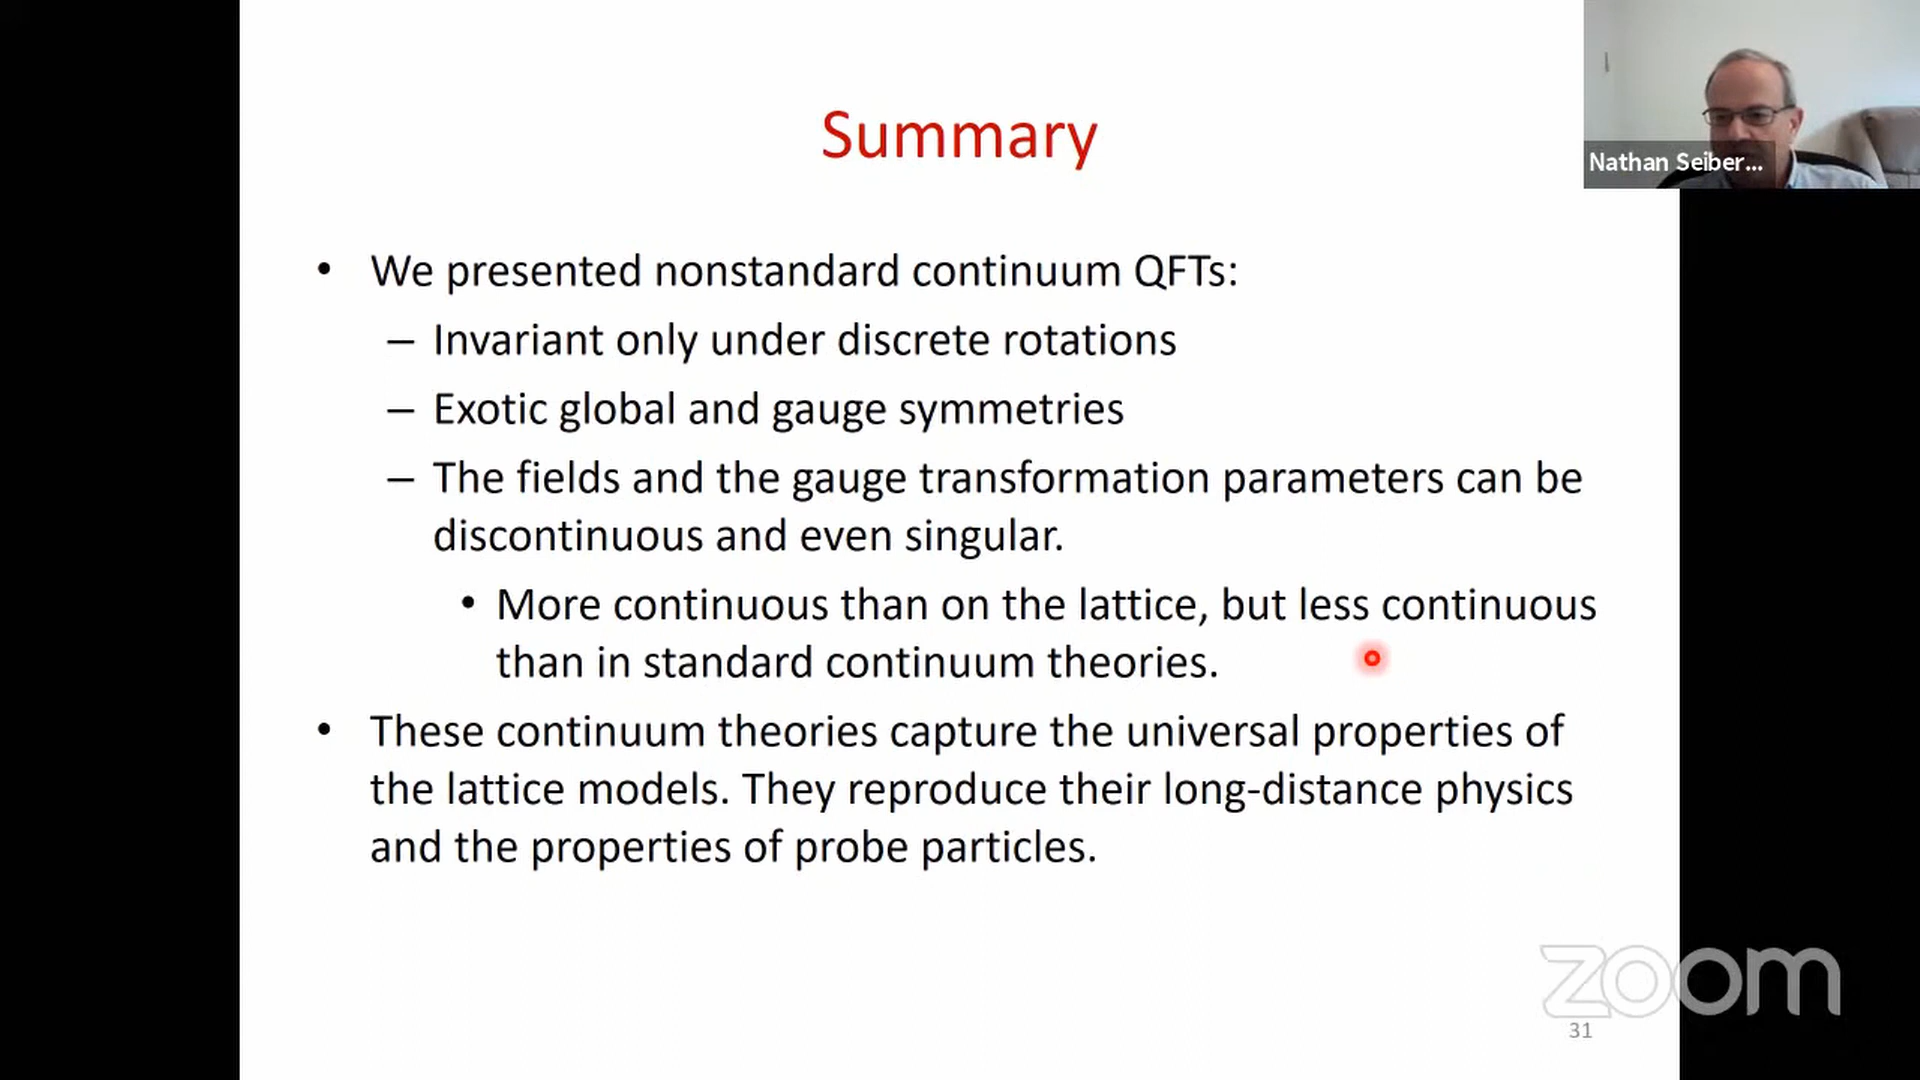 Summary
Nathan Seiber...
• We presented nonstandard continuum QFTs:
– Invariant only under discrete rotations
– Exotic global and gauge symmetries
– The fields and the gauge transformation parameters can be
discontinuous and even singular.
• More continuous than on the lattice, but less continuous
than in standard continuum theories.
• These continuum theories capture the universal properties of
the lattice models. They reproduce their long-distance physics
and the properties of probe particles.
zoom
31